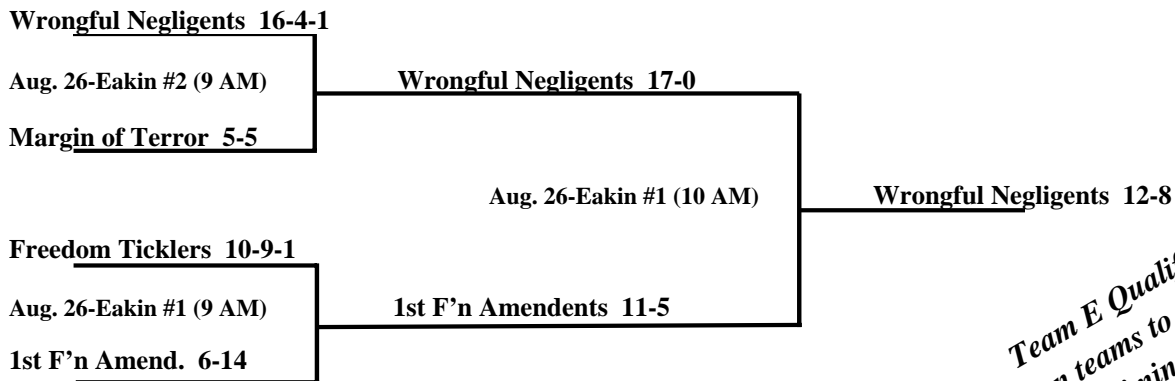 Wrongful Negligents 16-4-1
Aug. 26-Eakin #2 (9 AM)
Wrongful Negligents 17-0
Margin of Terror 5-5
Aug. 26-Eakin #1 (10 AM)
Wrongful Negligents 12-8
Freedom Ticklers 10-9-1
Aug. 26-Eakin #1 (9 AM)
1st F'n Amendents 11-5
1st F'n Amend. 6-14
Team E
teams to